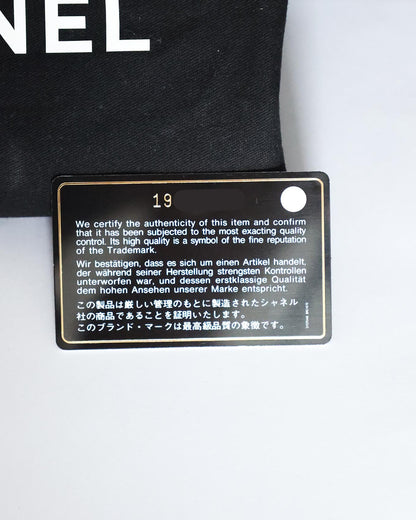 NEL
19
We certify the authenticity of this item and confirm
that it has been subjected to the most exacting quality
control. Its high quality is a symbol of the fine reputation
of the Trademark.
Wir bestätigen, dass es sich um einen Artikel handelt,
der während seiner Herstellung strengsten Kontrollen
unterworfen war, und dessen erstklassige Qualität
dem hohen Ansehen unserer Marke entspricht.
この製品は厳しい管理のもとに製造されたシャネル
社の商品であることを証明いたします。
このブランド・マークは最高級品質の象徴です。